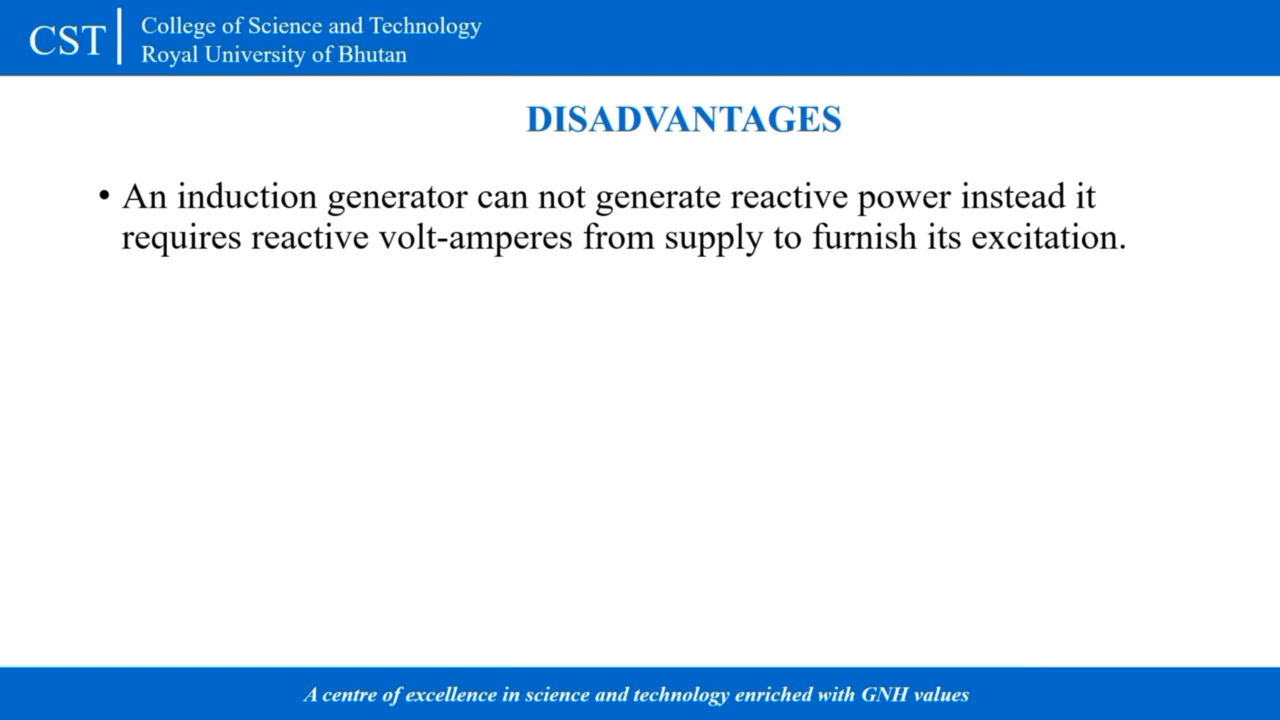 CST
College of Science and Technology
Royal University of Bhutan
DISADVANTAGES
• An induction generator can not generate reactive power instead it
requires reactive volt-amperes from supply to furnish its excitation.
A centre of excellence in science and technology enriched with GNH values